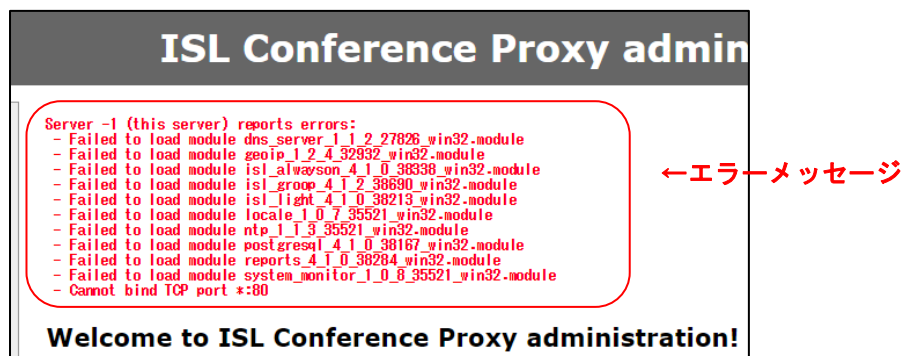 ISL Conference Proxy admin
Server -1 (this server) reports errors:
- Failed to load module dns_server_1_1_2_27826_win32.module
- Failed to load module geoip_1_2_4_32932_win32.module
- Failed to load module isl_alwayson_4_1_0_38338_win32.module
- Failed to load module isl_groop_4_1_2_38690_win32.module
- Failed to load module isl_light_4_1_0_38213_win32.module
- Failed to load module locale_1_0_7_35521_win32.module
- Failed to load module ntp_1_1_3_35521_win32.module
- Failed to load module postgresql_4_1_0_38167_win32.module
- Failed to load module reports_4_1_0_38284_win32.module
- Failed to load module system_monitor_1_0_8_35521_win32.module
- Cannot bind TCP port *:80
←エラーメッセージ
Welcome to ISL Conference Proxy administration!